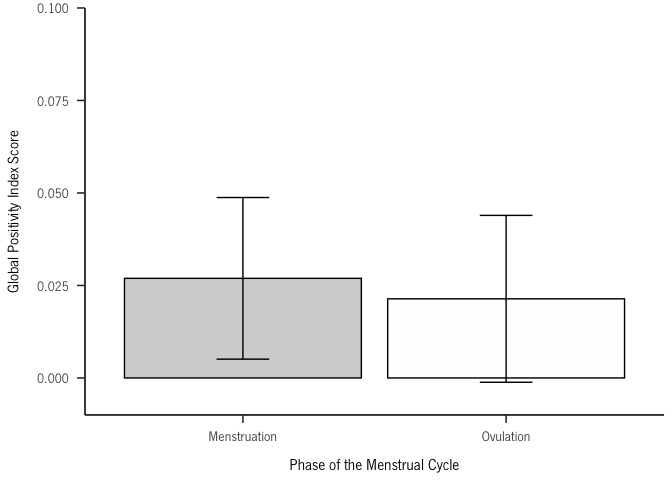 0.100
0.075
0.050
0.025
0.000
Global Positivity Index Score
Menstruation
Ovulation
Phase of the Menstrual Cycle